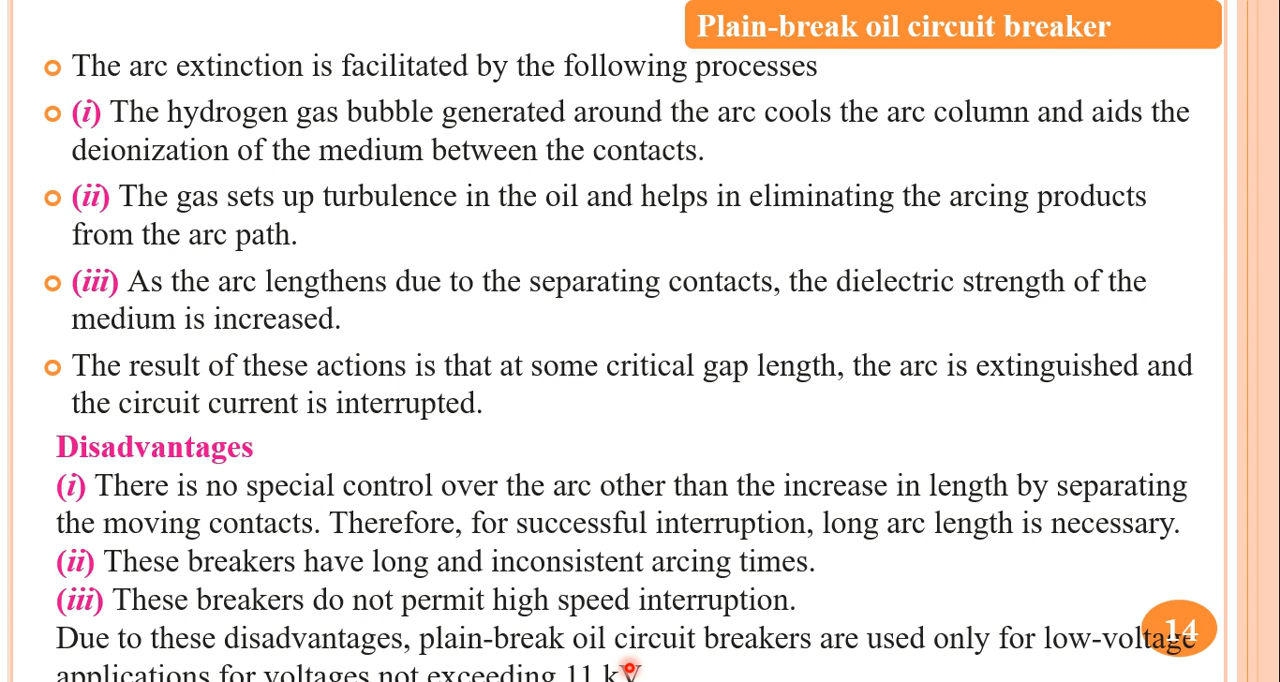 Plain-break oil circuit breaker
The arc extinction is facilitated by the following processes
(i) The hydrogen gas bubble generated around the arc cools the arc column and aids the
deionization of the medium between the contacts.
(ii) The gas sets up turbulence in the oil and helps in eliminating the arcing products
from the arc path.
(iii) As the arc lengthens due to the separating contacts, the dielectric strength of the
medium is increased.
The result of these actions is that at some critical gap length, the arc is extinguished and
the circuit current is interrupted.
Disadvantages
(i) There is no special control over the arc other than the increase in length by separating
the moving contacts. Therefore, for successful interruption, long arc length is necessary.
(ii) These breakers have long and inconsistent arcing times.
(iii) These breakers do not permit high speed interruption.
Due to these disadvantages, plain-break oil circuit breakers are used only for low-voltage
14
applications for voltages not exceeding 11 kV